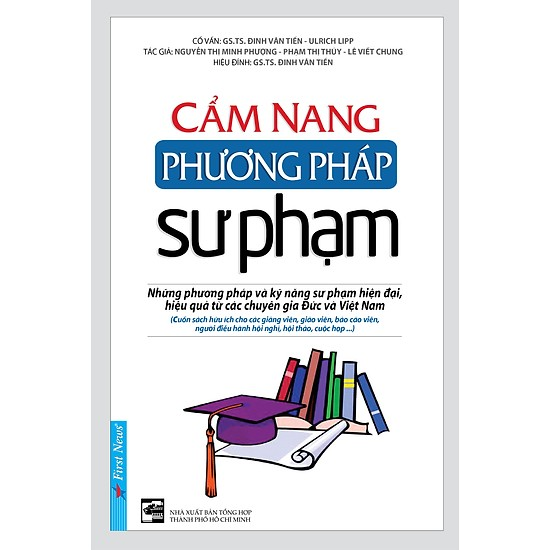 CỐ VẤN: GS.TS. ĐINH VĂN TIẾN - ULRICH LIPP
TÁC GIẢ: NGUYỄN THỊ MINH PHƯỢNG - PHẠM THỊ THÚY - LÊ VIẾT CHUNG
HIỆU ĐÍNH: GS.TS. ĐINH VĂN TIẾN
CẨM NANG
PHƯƠNG PHÁP
sư phạm
Những phương pháp và kỹ năng sư phạm hiện đại,
hiệu quả từ các chuyên gia Đức và Việt Nam
(Cuốn sách hữu ích cho các giảng viên, giáo viên, báo cáo viên,
người điều hành hội nghị, hội thảo, cuộc họp ...)
First News®
NHÀ XUẤT BẢN TỔNG HỢP
THÀNH PHỐ HỒ CHÍ MINH